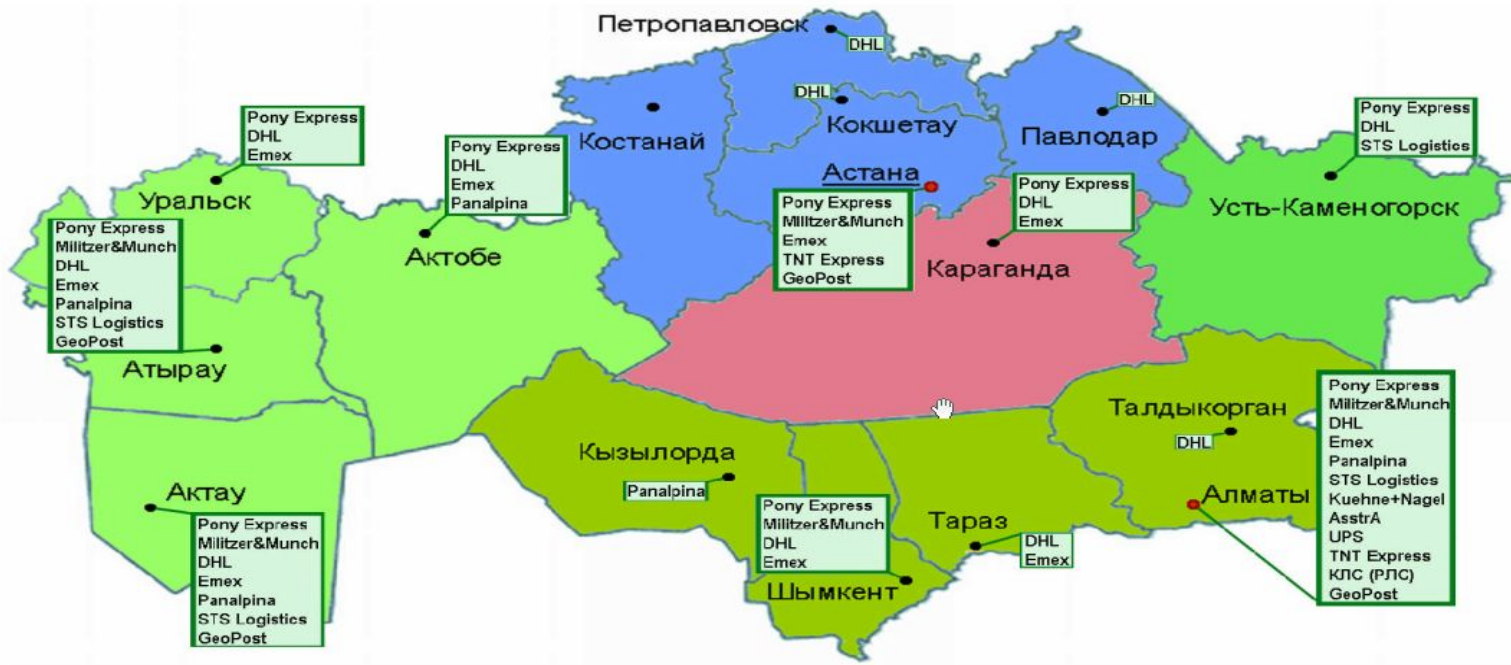 Петропавловск
DHL
DHL
Кокшетау
Костанай
DHL
Павлодар
Астана
Pony Express
Militzer&Munch
Emex
TNT Express
GeoPost
Pony Express
DHL
Emex
Уральск
Pony Express
DHL
Emex
Panalpina
Актобе
Pony Express
DHL
Emex
Караганда
Pony Express
DHL
STS Logistics
Усть-Каменогорск
Pony Express
Militzer&Munch
DHL
Emex
Panalpina
STS Logistics
GeoPost
Атырау
Актау
Pony Express
Militzer&Munch
DHL
Emex
Panalpina
STS Logistics
GeoPost
Кызылорда
Panalpina
Pony Express
Militzer&Munch
DHL
Emex
Шымкент
Тараз
DHL
Emex
Талдыкорган
DHL
Алматы
Pony Express
Militzer&Munch
DHL
Emex
Panalpina
STS Logistics
Kuehne+Nagel
AsstrA
UPS
TNT Express
КЛС (РЛС)
GeoPost